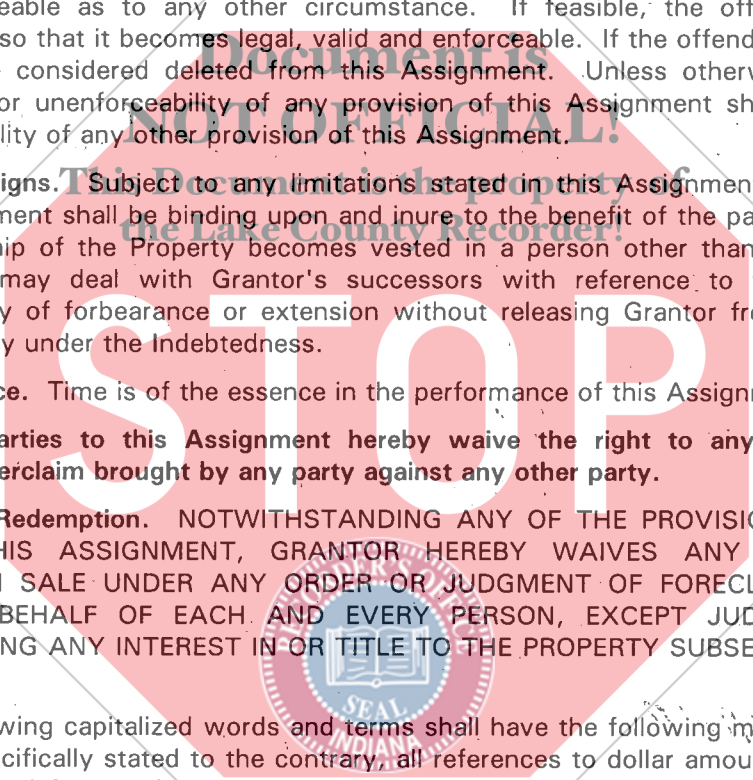 eable as to any other circumstance. If feasible, the off
so that it becomes legal, valid and enforceable. If the offend
considered deleted from this Assignment. Unless otherw
or unenforceability of any provision of this Assignment sh
lity of any other provision of this Assignment.
igns. Subject to any limitations stated in this Assignmen
ment shall be binding upon and inure to the benefit of the pa
hip of the Property becomes vested in a person other than
may deal with Grantor's successors with reference to
y of forbearance or extension without releasing Grantor fr
y under the Indebtedness.
ce. Time is of the essence in the performance of this Assignm
arties to this Assignment hereby waive the right to any
erclaim brought by any party against any other party.
Redemption. NOTWITHSTANDING ANY OF THE PROVISIO
HIS ASSIGNMENT, GRANTOR HEREBY WAIVES ANY
SALE UNDER ANY ORDER OR JUDGMENT OF FORECL
BEHALF OF EACH AND EVERY PERSON, EXCEPT JUD
NG ANY INTEREST IN OR TITLE TO THE PROPERTY SUBSE
wing capitalized words and terms shall have the following m
cifically stated to the contrary, all references to dollar amou
Document is
NOT OFFICIAL!
This Document is the property of
the Lake County Recorder!
STOP
RECORDER'S OFFICE
SEAL
INDIANA